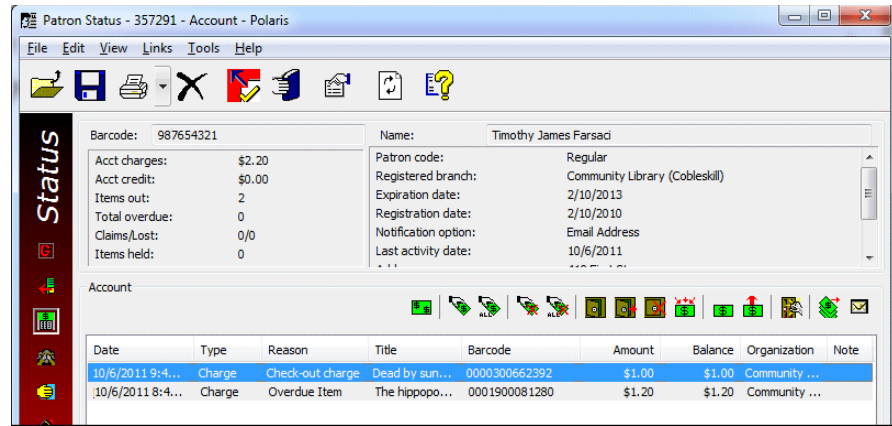 Patron Status - 357291 - Account - Polaris
File Edit View Links Tools Help
Status
Barcode: 987654321
Acct charges: $2.20
Acct credit: $0.00
Items out: 2
Total overdue: 0
Claims/Lost: 0/0
Items held: 0
Name: Timothy James Farsaci
Patron code: Regular
Registered branch: Community Library (Cobleskill)
Expiration date: 2/10/2013
Registration date: 2/10/2010
Notification option: Email Address
Last activity date: 10/6/2011
Account
ALL ALL
Date Type Reason Title Barcode Amount Balance Organization Note
10/6/2011 9:4... Charge Check-out charge Dead by sun... 0000300662392 $1.00 $1.00 Community ...
10/6/2011 8:4... Charge Overdue Item The hippopo... 0001900081280 $1.20 $1.20 Community ...